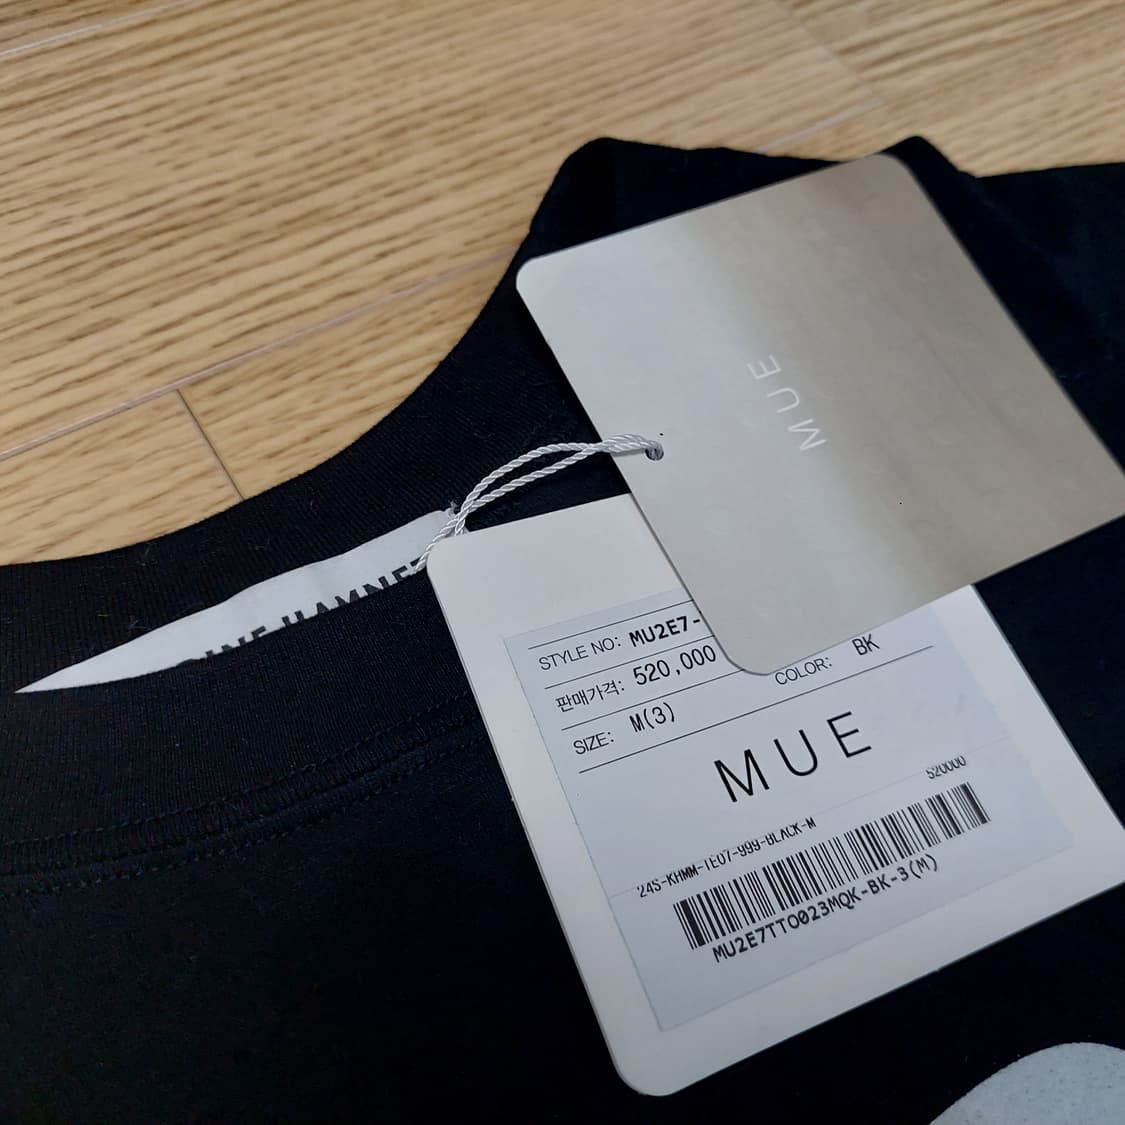 MUE
STYLE NO: MU2E7-
판매가격: 520,000
SIZE: M(3)
COLOR: BK
MUE
520000
24S-KHMM-TE07-999-BLACK-M
MU2E7TTO023MQK-BK-3(M)